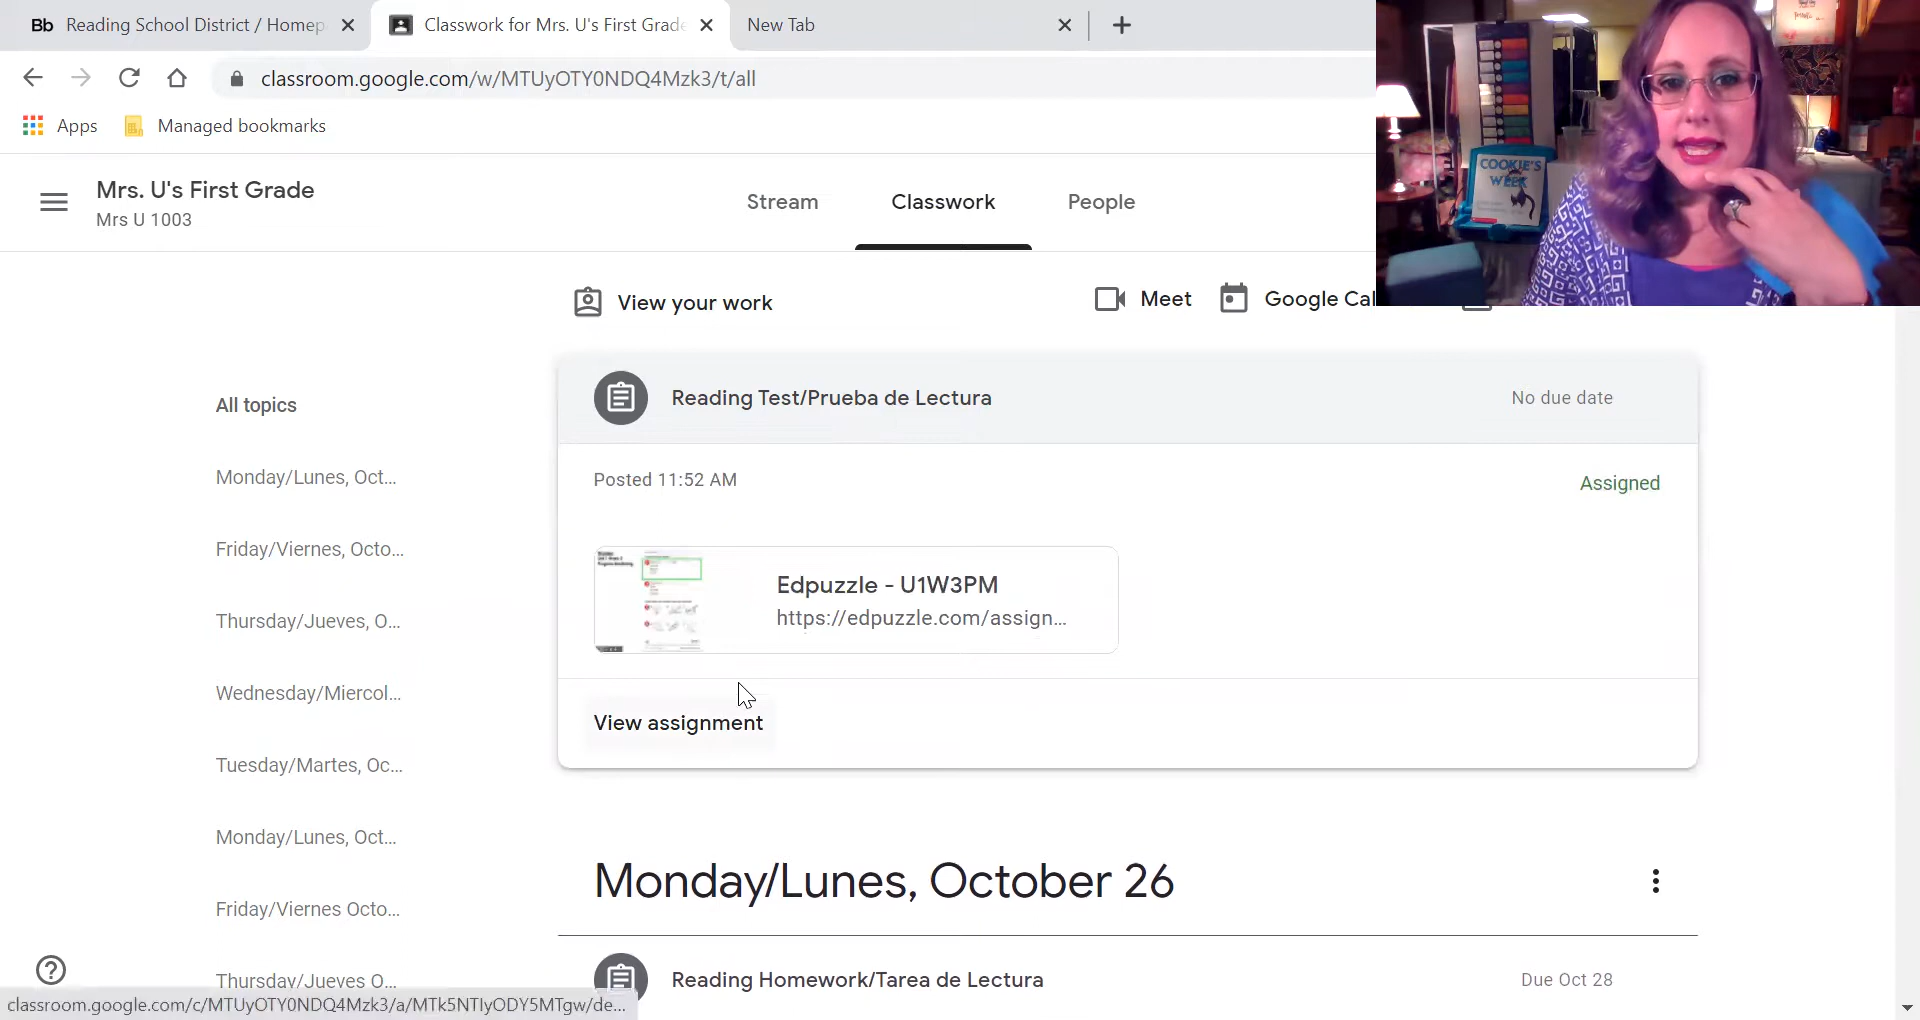 Bb Reading School District / Homep
Classwork for Mrs. U's First Grade
New Tab
classroom.google.com/w/MTUyOTY0NDQ4Mzk3/t/all
Apps
Managed bookmarks
COOKIE'S
WEEK
Mrs. U's First Grade
Mrs U 1003
Stream
Classwork
People
View your work
Meet
Google Cal
All topics
Monday/Lunes, Oct...
Friday/Viernes, Octo...
Thursday/Jueves, O...
Wednesday/Miercol...
Tuesday/Martes, Oc...
Monday/Lunes, Oct...
Friday/Viernes Octo...
Thursday/Jueves O...
Reading Test/Prueba de Lectura
No due date
Posted 11:52 AM
Assigned
Edpuzzle - U1W3PM
https://edpuzzle.com/assign...
View assignment
Monday/Lunes, October 26
Reading Homework/Tarea de Lectura
Due Oct 28
classroom.google.com/c/MTUyOTY0NDQ4Mzk3/a/MTk5NTIyODY5MTgw/de...